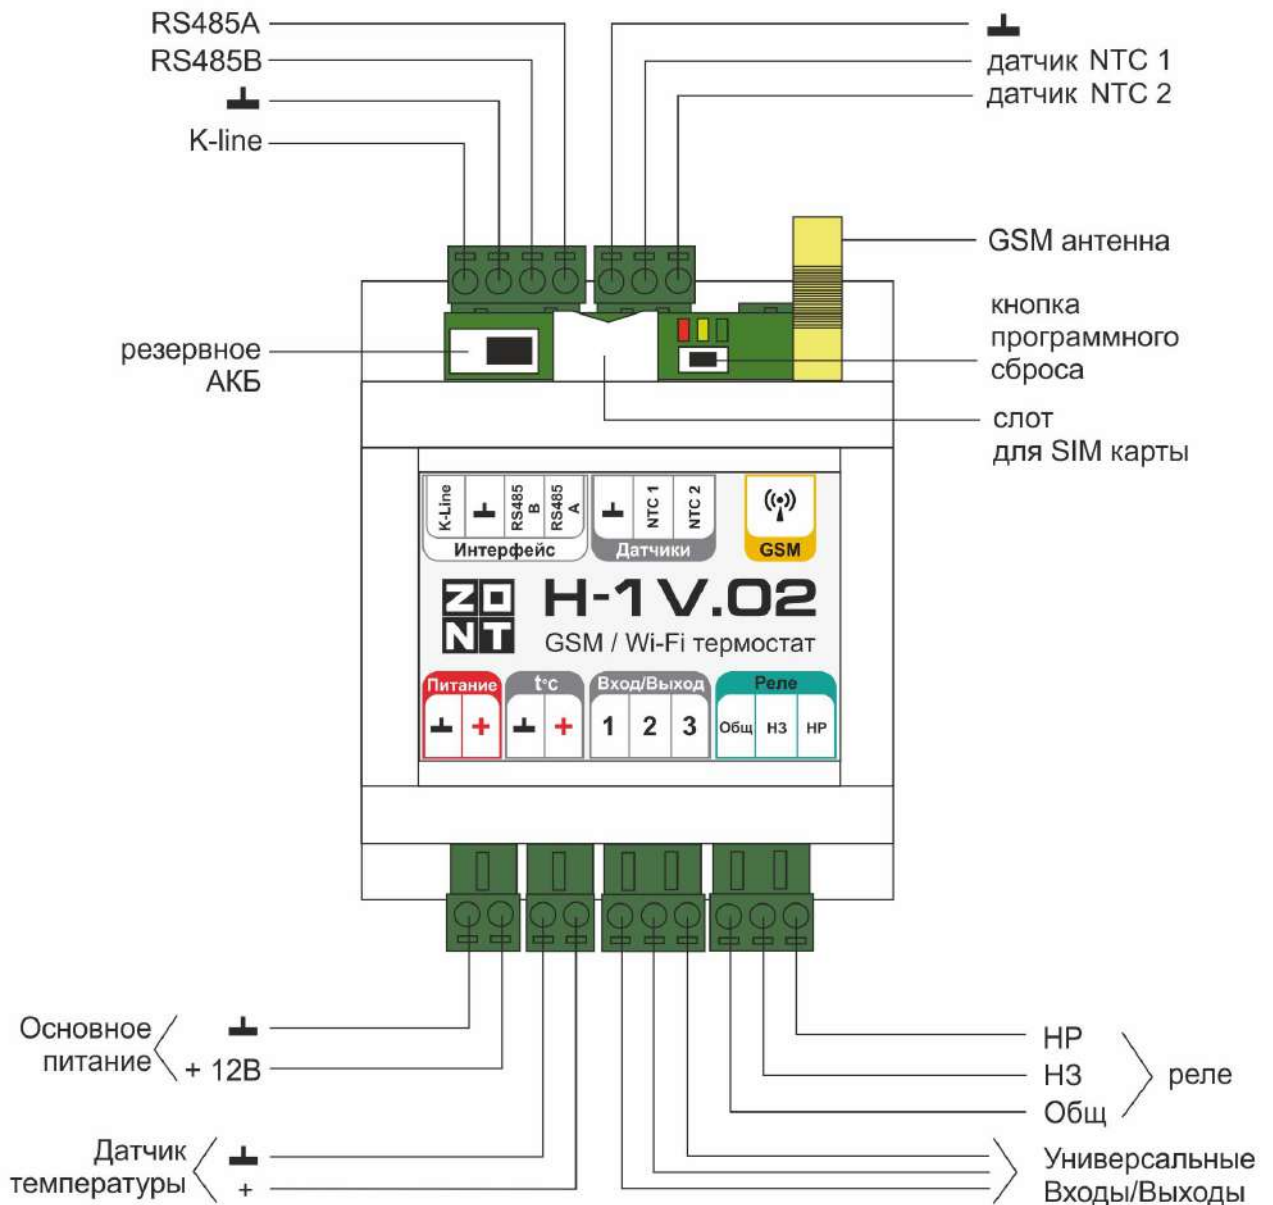 RS485A
RS485B
K-line
датчик NTC 1
датчик NTC 2
GSM антенна
кнопка
программного
сброса
резервное
АКБ
слот
для SIM карты
K-Line
RS485
B
RS485
A
Интерфейс
NTC 1
NTC 2
Датчики
GSM
ZONT
H-1V.02
GSM / Wi-Fi термостат
Питание
+
t°C
+
Вход/Выход
1 2 3
Реле
Общ НЗ НР
Основное
питание
+ 12В
Датчик
температуры
+
НР
НЗ
Общ
реле
Универсальные
Входы/Выходы